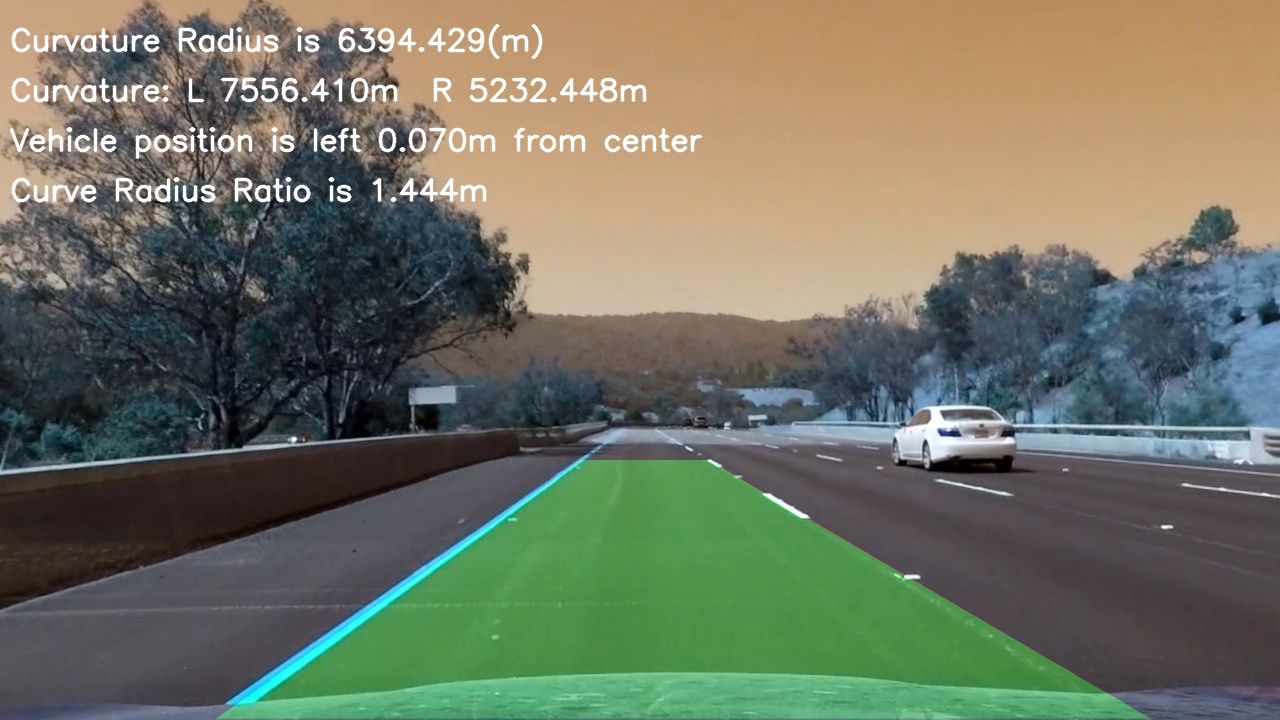 Curvature Radius is 6394.429(m)
Curvature: L 7556.410m R 5232.448m
Vehicle position is left 0.070m from center
Curve Radius Ratio is 1.444m